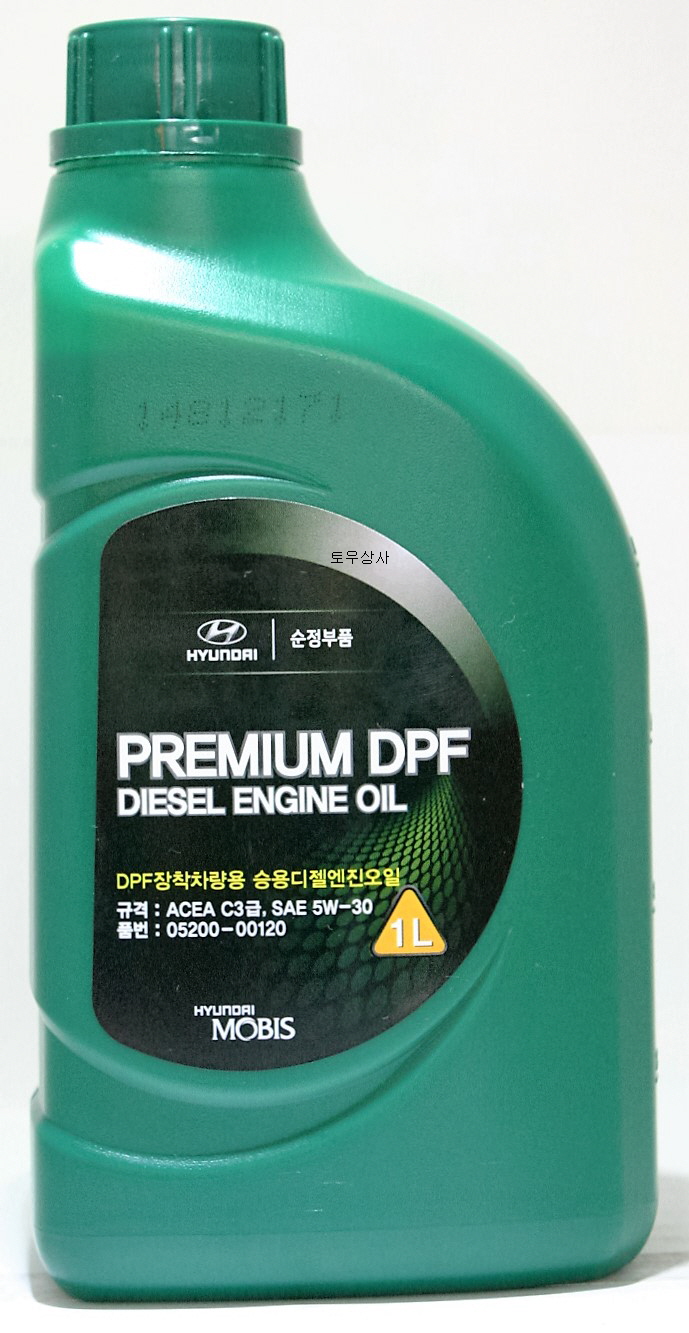 14812171
토우상사
HYUNDAI 순정부품
PREMIUM DPF
DIESEL ENGINE OIL
DPF장착차량용 승용디젤엔진오일
규격 : ACEA C3급, SAE 5W-30
품번 : 05200-00120
1L
HYUNDAI
MOBIS